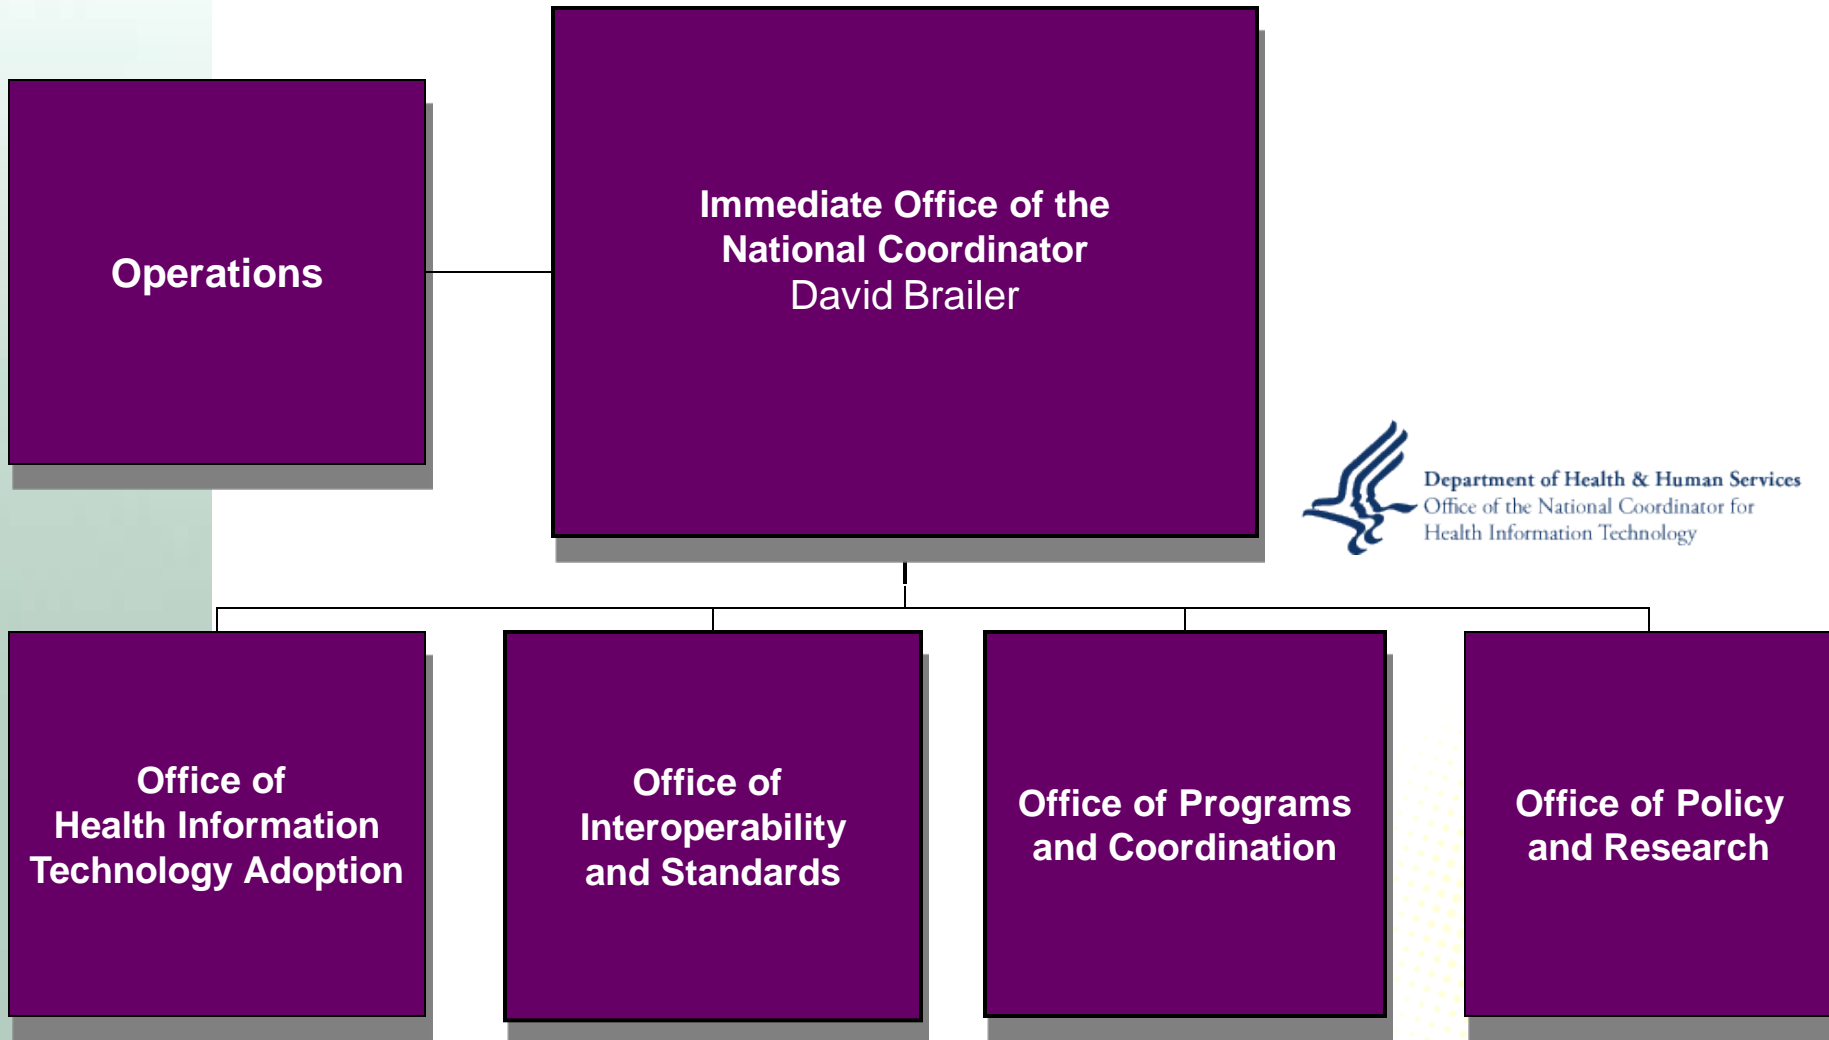 Immediate Office of the
National Coordinator
David Brailer
Operations
Department of Health & Human Services
Office of the National Coordinator for
Health Information Technology
Office of
Health Information
Technology Adoption
Office of
Interoperability
and Standards
Office of Programs
and Coordination
Office of Policy
and Research